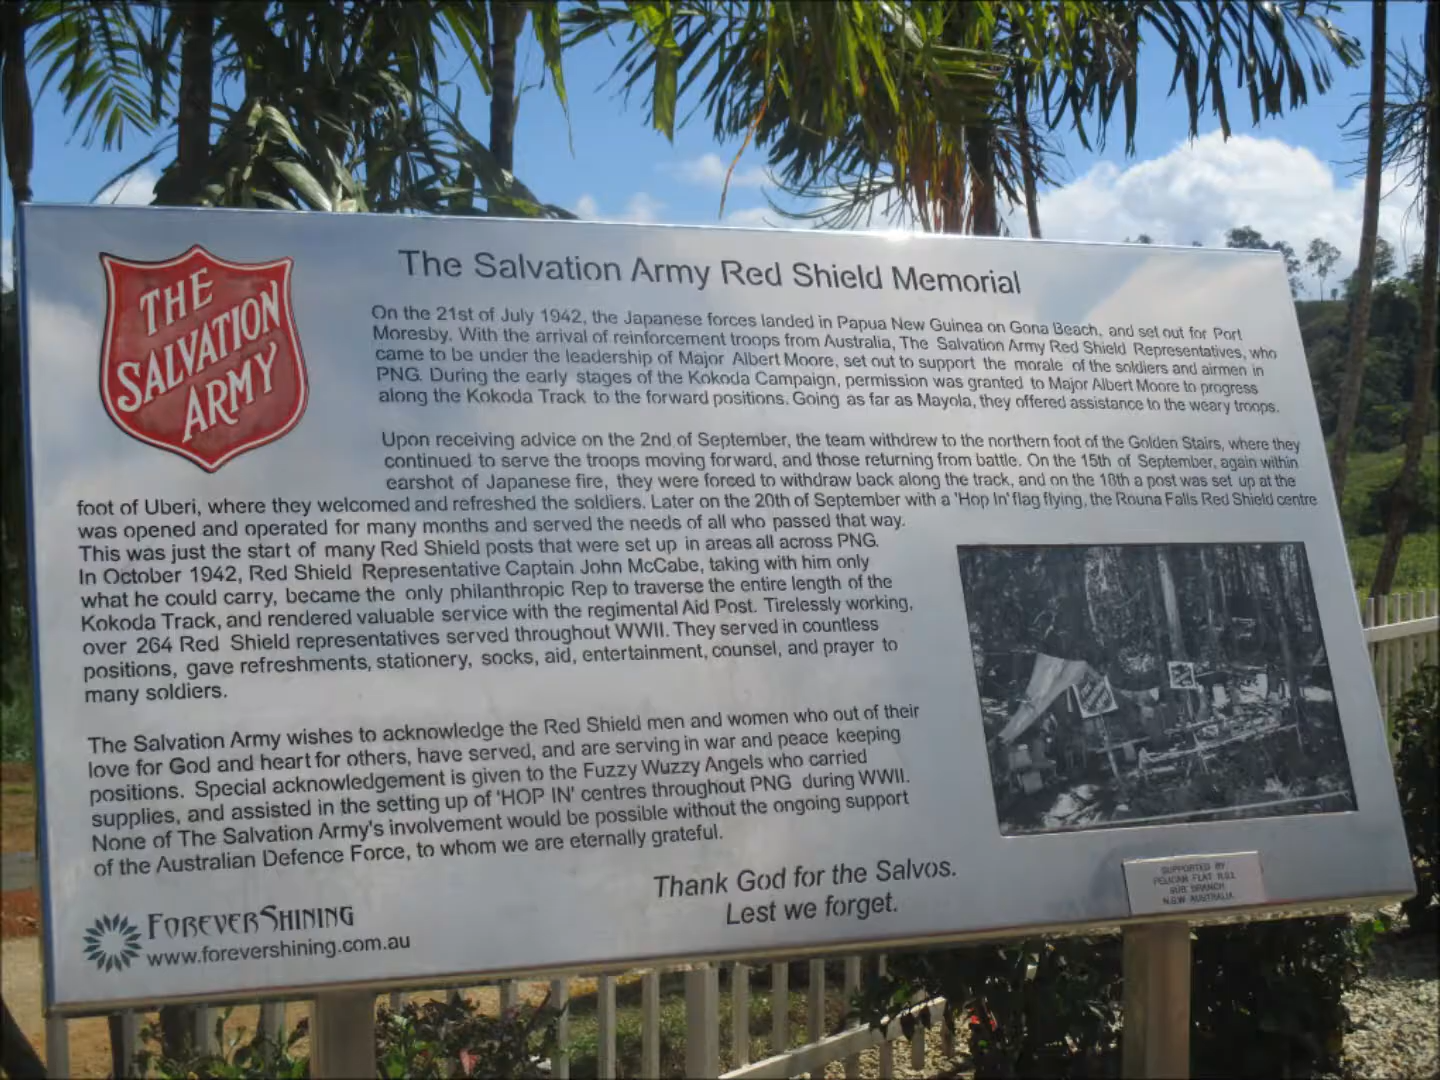 THE
SALVATION
ARMY
The Salvation Army Red Shield Memorial
On the 21st of July 1942, the Japanese forces landed in Papua New Guinea on Gona Beach, and set out for Port
Moresby. With the arrival of reinforcement troops from Australia, The Salvation Army Red Shield Representatives, who
came to be under the leadership of Major Albert Moore, set out to support the morale of the soldiers and airmen in
PNG. During the early stages of the Kokoda Campaign, permission was granted to Major Albert Moore to progress
along the Kokoda Track to the forward positions. Going as far as Mayola, they offered assistance to the weary troops.
Upon receiving advice on the 2nd of September, the team withdrew to the northern foot of the Golden Stairs, where they
continued to serve the troops moving forward, and those returning from battle. On the 15th of September, again within
earshot of Japanese fire, they were forced to withdraw back along the track, and on the 18th a post was set up at the
foot of Uberi, where they welcomed and refreshed the soldiers. Later on the 20th of September with a 'Hop In' flag flying, the Rouna Falls Red Shield centre
was opened and operated for many months and served the needs of all who passed that way.
This was just the start of many Red Shield posts that were set up in areas all across PNG.
In October 1942, Red Shield Representative Captain John McCabe, taking with him only
what he could carry, became the only philanthropic Rep to traverse the entire length of the
Kokoda Track, and rendered valuable service with the regimental Aid Post. Tirelessly working,
over 264 Red Shield representatives served throughout WWII. They served in countless
positions, gave refreshments, stationery, socks, aid, entertainment, counsel, and prayer to
many soldiers.
The Salvation Army wishes to acknowledge the Red Shield men and women who out of their
love for God and heart for others, have served, and are serving in war and peace keeping
positions. Special acknowledgement is given to the Fuzzy Wuzzy Angels who carried
supplies, and assisted in the setting up of 'HOP IN' centres throughout PNG during WWII.
None of The Salvation Army's involvement would be possible without the ongoing support
of the Australian Defence Force, to whom we are eternally grateful.
Thank God for the Salvos.
Lest we forget.
FOREVERSHINING
www.forevershining.com.au
SUPPORTED BY
PELICAN FLAT R.S.L
SUB BRANCH
N.S.W AUSTRALIA